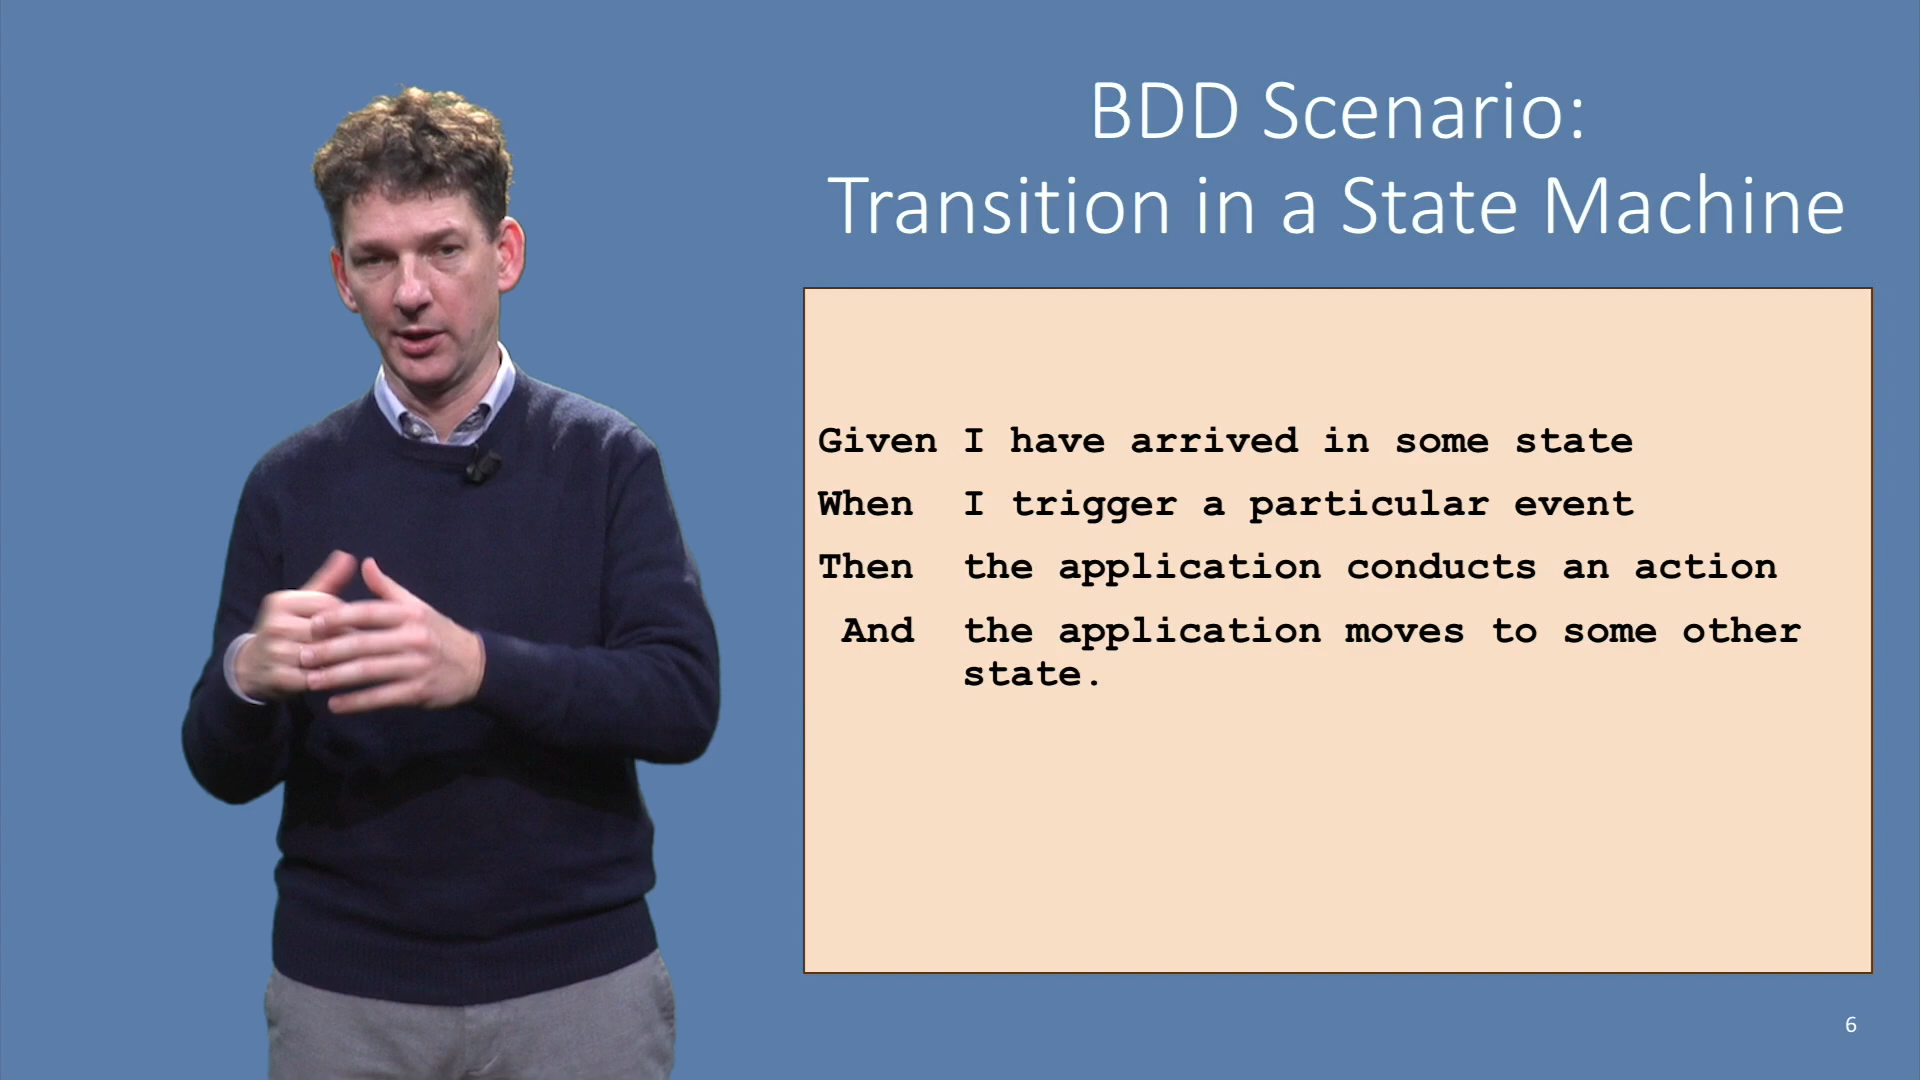 BDD Scenario:
Transition in a State Machine
Given I have arrived in some state
When I trigger a particular event
Then the application conducts an action
And the application moves to some other
state.
6